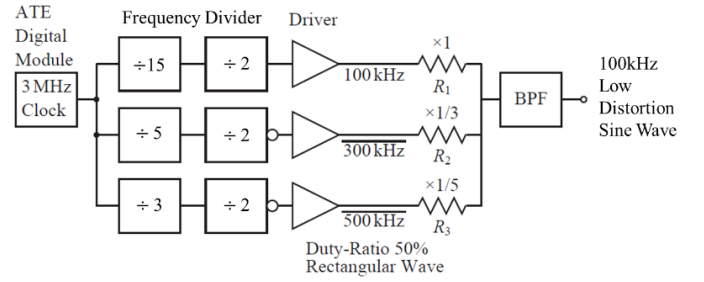 ATE
Digital
Module
3 MHz
Clock
Frequency Divider
Driver
÷15
÷ 2
100 kHz
×1
R1
÷ 5
÷ 2
300 kHz
×1/3
R2
÷ 3
÷ 2
500 kHz
×1/5
R3
Duty-Ratio 50%
Rectangular Wave
BPF
100kHz
Low
Distortion
Sine Wave